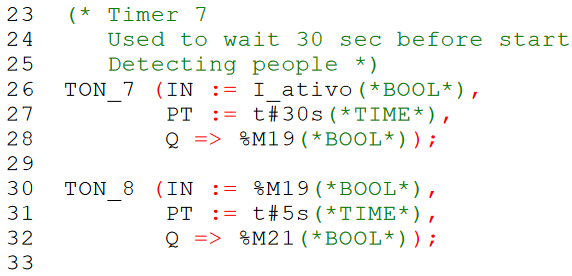 23 (* Timer 7
24 Used to wait 30 sec before start
25 Detecting people *)
26 TON_7 (IN := I_ativo(*BOOL*),
27 PT := t#30s(*TIME*),
28 Q => %M19(*BOOL*));
29
30 TON_8 (IN := %M19(*BOOL*),
31 PT := t#5s(*TIME*),
32 Q => %M21(*BOOL*));
33